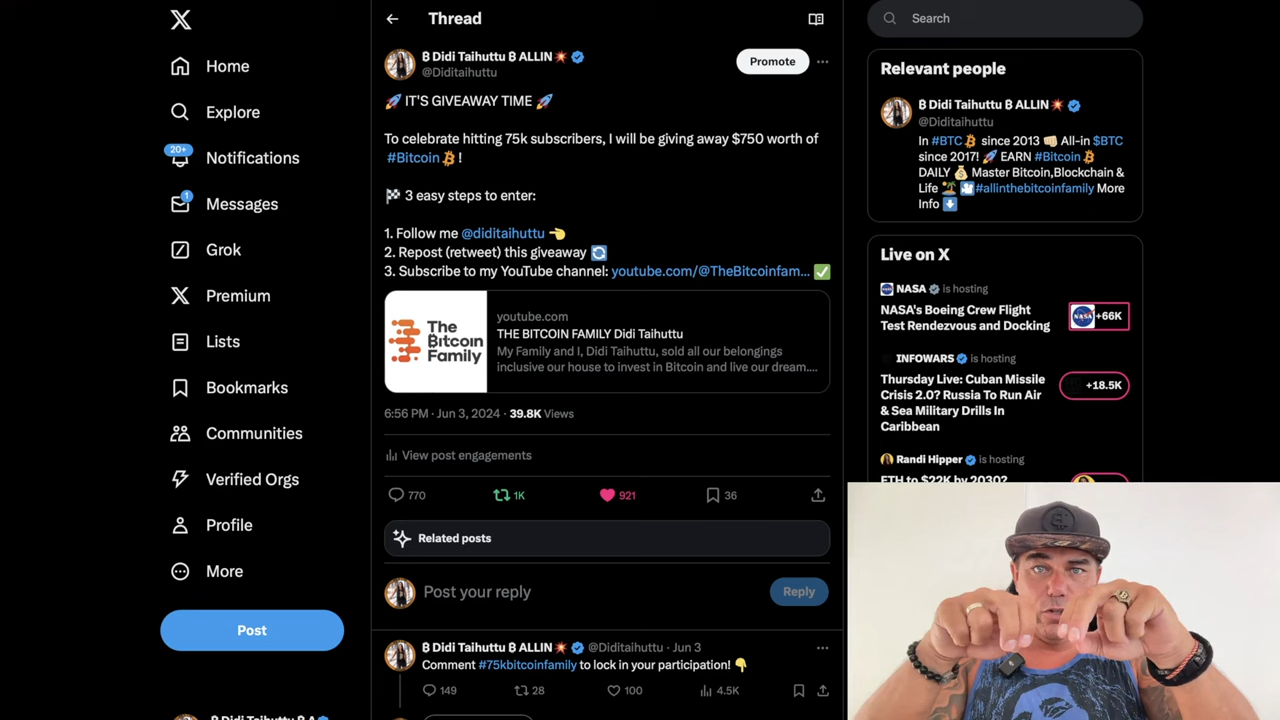 Home
Explore
20+
Notifications
1
Messages
Grok
Premium
Lists
Bookmarks
Communities
Verified Orgs
Profile
More
Post
Thread
₿ Didi Taihuttu ₿ ALLIN💥
@Diditaihuttu
Promote
🚀 IT'S GIVEAWAY TIME 🚀
To celebrate hitting 75k subscribers, I will be giving away $750 worth of
#Bitcoin !
🏁 3 easy steps to enter:
1. Follow me @diditaihuttu 👈
2. Repost (retweet) this giveaway 🔄
3. Subscribe to my YouTube channel: youtube.com/@TheBitcoinfam... ✅
The
Bitcoin
Family
youtube.com
THE BITCOIN FAMILY Didi Taihuttu
My Family and I, Didi Taihuttu, sold all our belongings
inclusive our house to invest in Bitcoin and live our dream....
6:56 PM · Jun 3, 2024 · 39.8K Views
View post engagements
770 1K 921 36
Related posts
Post your reply
Reply
₿ Didi Taihuttu ₿ ALLIN💥 @Diditaihuttu · Jun 3
Comment #75kbitcoinfamily to lock in your participation! 👇
149 28 100 4.5K
Search
Relevant people
₿ Didi Taihuttu ₿ ALLIN💥
@Diditaihuttu
In #BTC since 2013 👊🏻 All-in $BTC
since 2017! 🚀 EARN #Bitcoin
DAILY 💰 Master Bitcoin,Blockchain &
Life 🏝️ 🎦#allinthebitcoinfamily More
Info ⬇️
Live on X
NASA is hosting
NASA's Boeing Crew Flight
Test Rendezvous and Docking
+66K
INFOWARS is hosting
Thursday Live: Cuban Missile
Crisis 2.0? Russia To Run Air
& Sea Military Drills In
Caribbean
+18.5K
Randi Hipper is hosting
ETH to $22K by 2030?